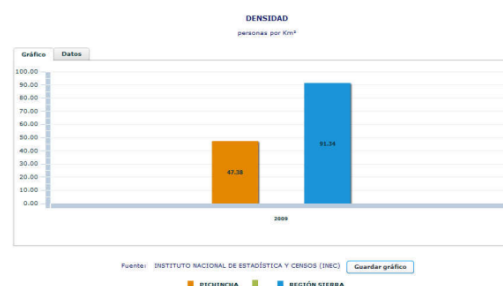 DENSIDAD
personas por Km²
Gráfico Datos
100.00
90.00
80.00
70.00
60.00
50.00
40.00
30.00
20.00
10.00
0.00
47.38
91.34
2009
Fuente: INSTITUTO NACIONAL DE ESTADÍSTICA Y CENSOS (INEC) Guardar gráfico
PICHINCHA REGIÓN SIERRA